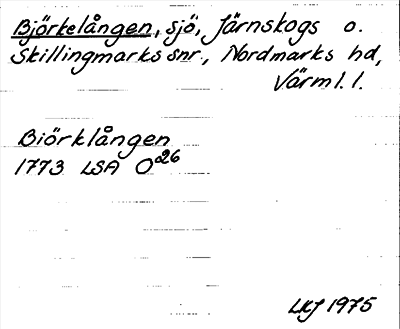 Björkelången, sjö, Järnskogs o.
Skillingmarks snr., Nordmarks hd,
Värml. l.
Biörklången
1773 LSA O²⁶
LKJ 1975